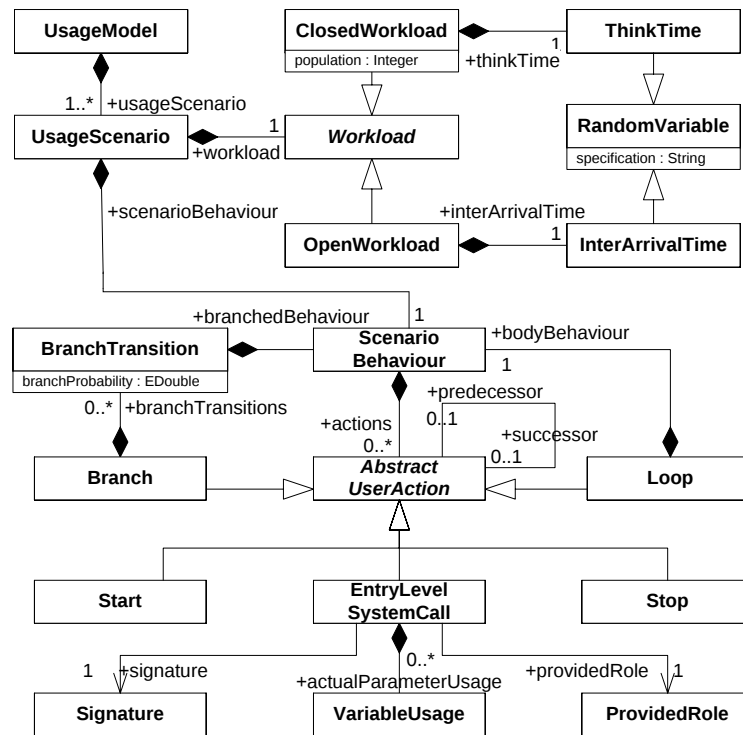 UsageModel
ClosedWorkload
population : Integer
1
+thinkTime
ThinkTime
1..*
+usageScenario
UsageScenario
1
+workload
Workload
RandomVariable
specification : String
+scenarioBehaviour
OpenWorkload
+interArrivalTime
1
InterArrivalTime
1
+branchedBehaviour
BranchTransition
branchProbability : EDouble
Scenario
Behaviour
+bodyBehaviour
1
0..*
+branchTransitions
+actions
0..*
+predecessor
0..1
+successor
0..1
Branch
Abstract
UserAction
Loop
Start
EntryLevel
SystemCall
Stop
1
+signature
0..*
+actualParameterUsage
+providedRole
1
Signature
VariableUsage
ProvidedRole